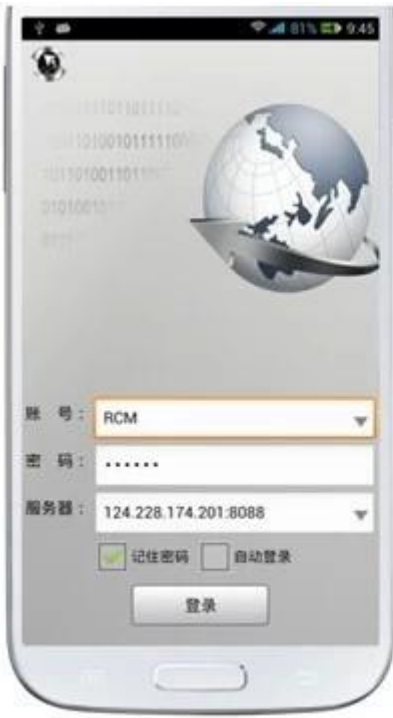 81% 9:45
账 号： RCM
密 码： ......
服务器： 124.228.174.201:8088
记住密码 自动登录
登录